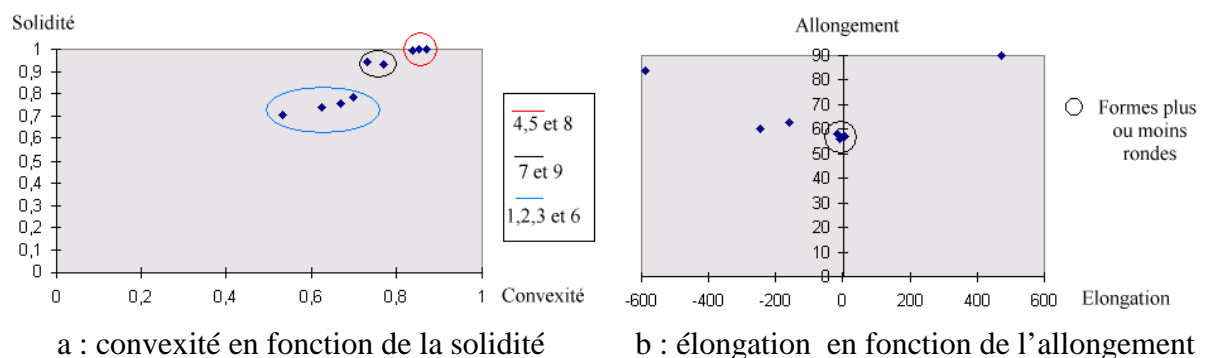 Solidité
1
0,9
0,8
0,7
0,6
0,5
0,4
0,3
0,2
0,1
0
0
0,2
0,4
0,6
0,8
1
Convexité
4,5 et 8
7 et 9
1,2,3 et 6
a : convexité en fonction de la solidité
Allongement
90
80
70
60
50
40
30
20
10
0
-600
-400
-200
0
200
400
600
Elongation
Formes plus
ou moins
rondes
b : élongation en fonction de l’allongement